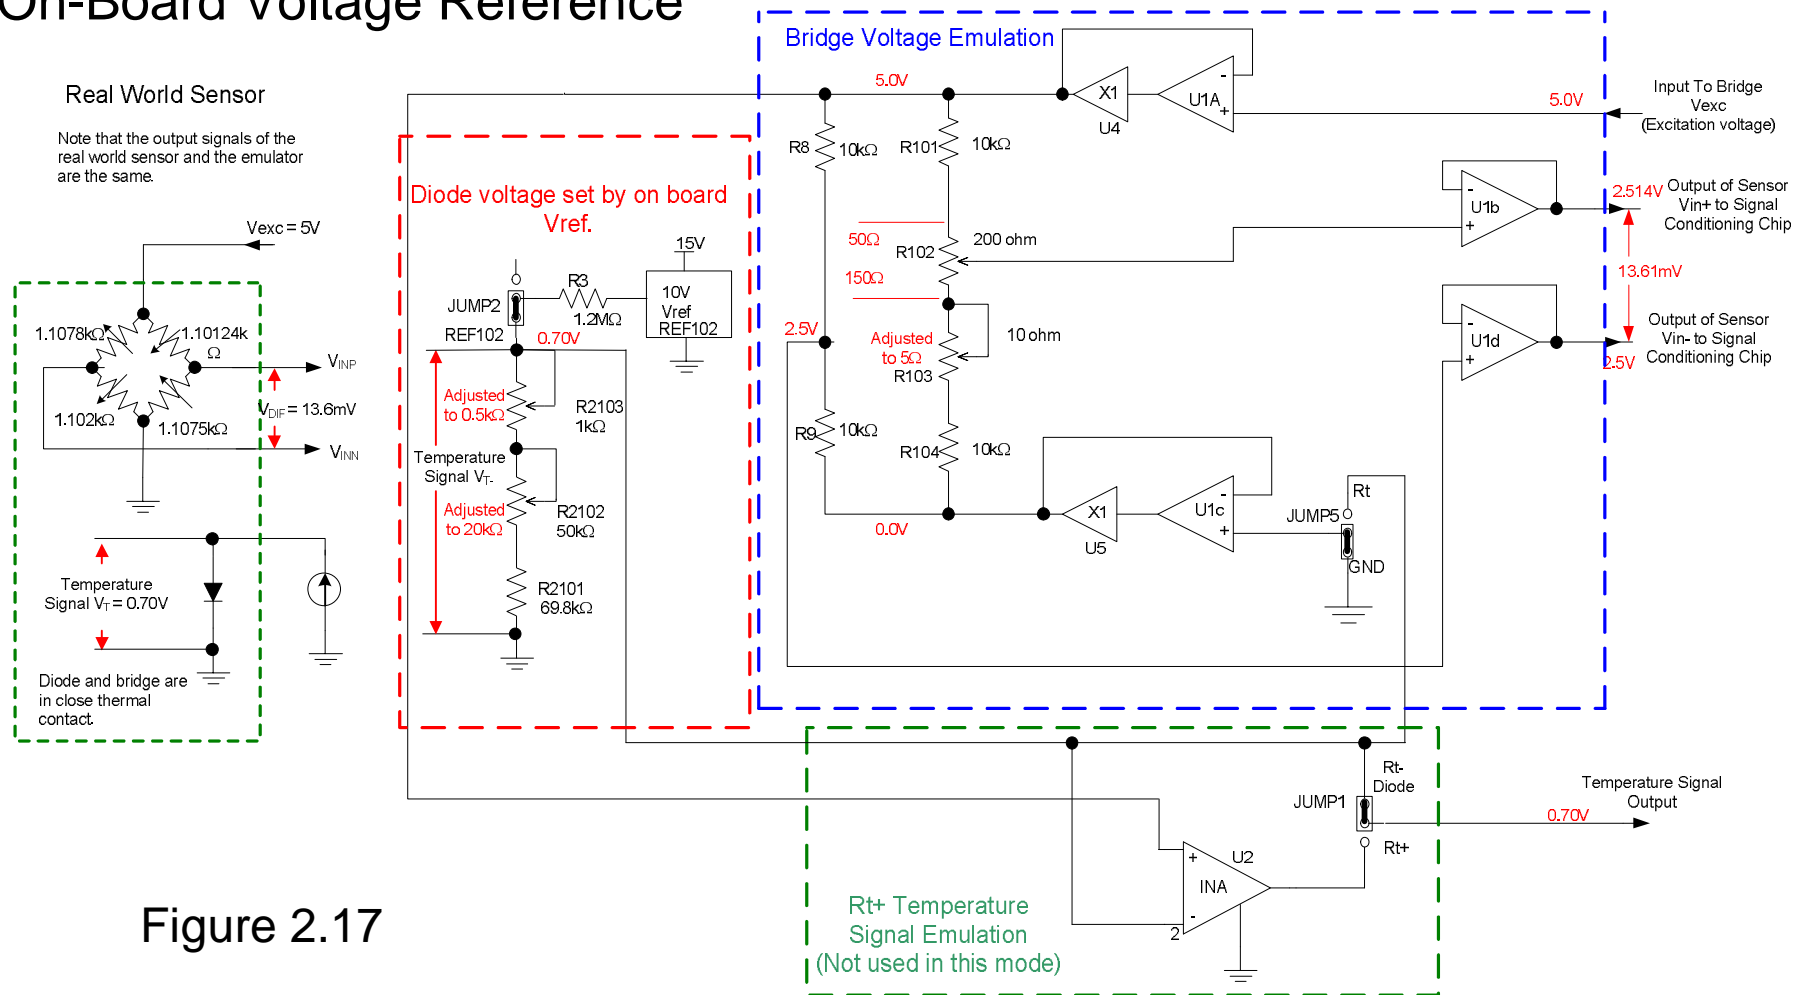 On-Board Voltage Reference
Real World Sensor
Note that the output signals of the
real world sensor and the emulator
are the same.
Vexc = 5V
1.1078kΩ
1.10124k
Ω
1.102kΩ
1.1075kΩ
VINP
VDIF = 13.6mV
VINN
Temperature
Signal VT = 0.70V
Diode and bridge are
in close thermal
contact.
Diode voltage set by on board
Vref.
15V
10V
Vref
REF102
R3
1.2MΩ
JUMP2
REF102
0.70V
Adjusted
to 0.5kΩ
R2103
1kΩ
Temperature
Signal VT-
Adjusted
to 20kΩ
R2102
50kΩ
R2101
69.8kΩ
Bridge Voltage Emulation
5.0V
X1
U4
-
U1A
+
5.0V
Input To Bridge
Vexc
(Excitation voltage)
R8
10kΩ
R101
10kΩ
50Ω
R102
200 ohm
150Ω
2.5V
Adjusted
to 5Ω
R103
10 ohm
R9
10kΩ
R104
10kΩ
0.0V
X1
U5
-
U1c
+
JUMP5
Rt
GND
-
U1b
+
2.514V
Output of Sensor
Vin+ to Signal
Conditioning Chip
13.61mV
-
U1d
+
2.5V
Output of Sensor
Vin- to Signal
Conditioning Chip
Rt-
Diode
JUMP1
Rt+
0.70V
Temperature Signal
Output
+
U2
INA
-
2
Rt+ Temperature
Signal Emulation
(Not used in this mode)
Figure 2.17